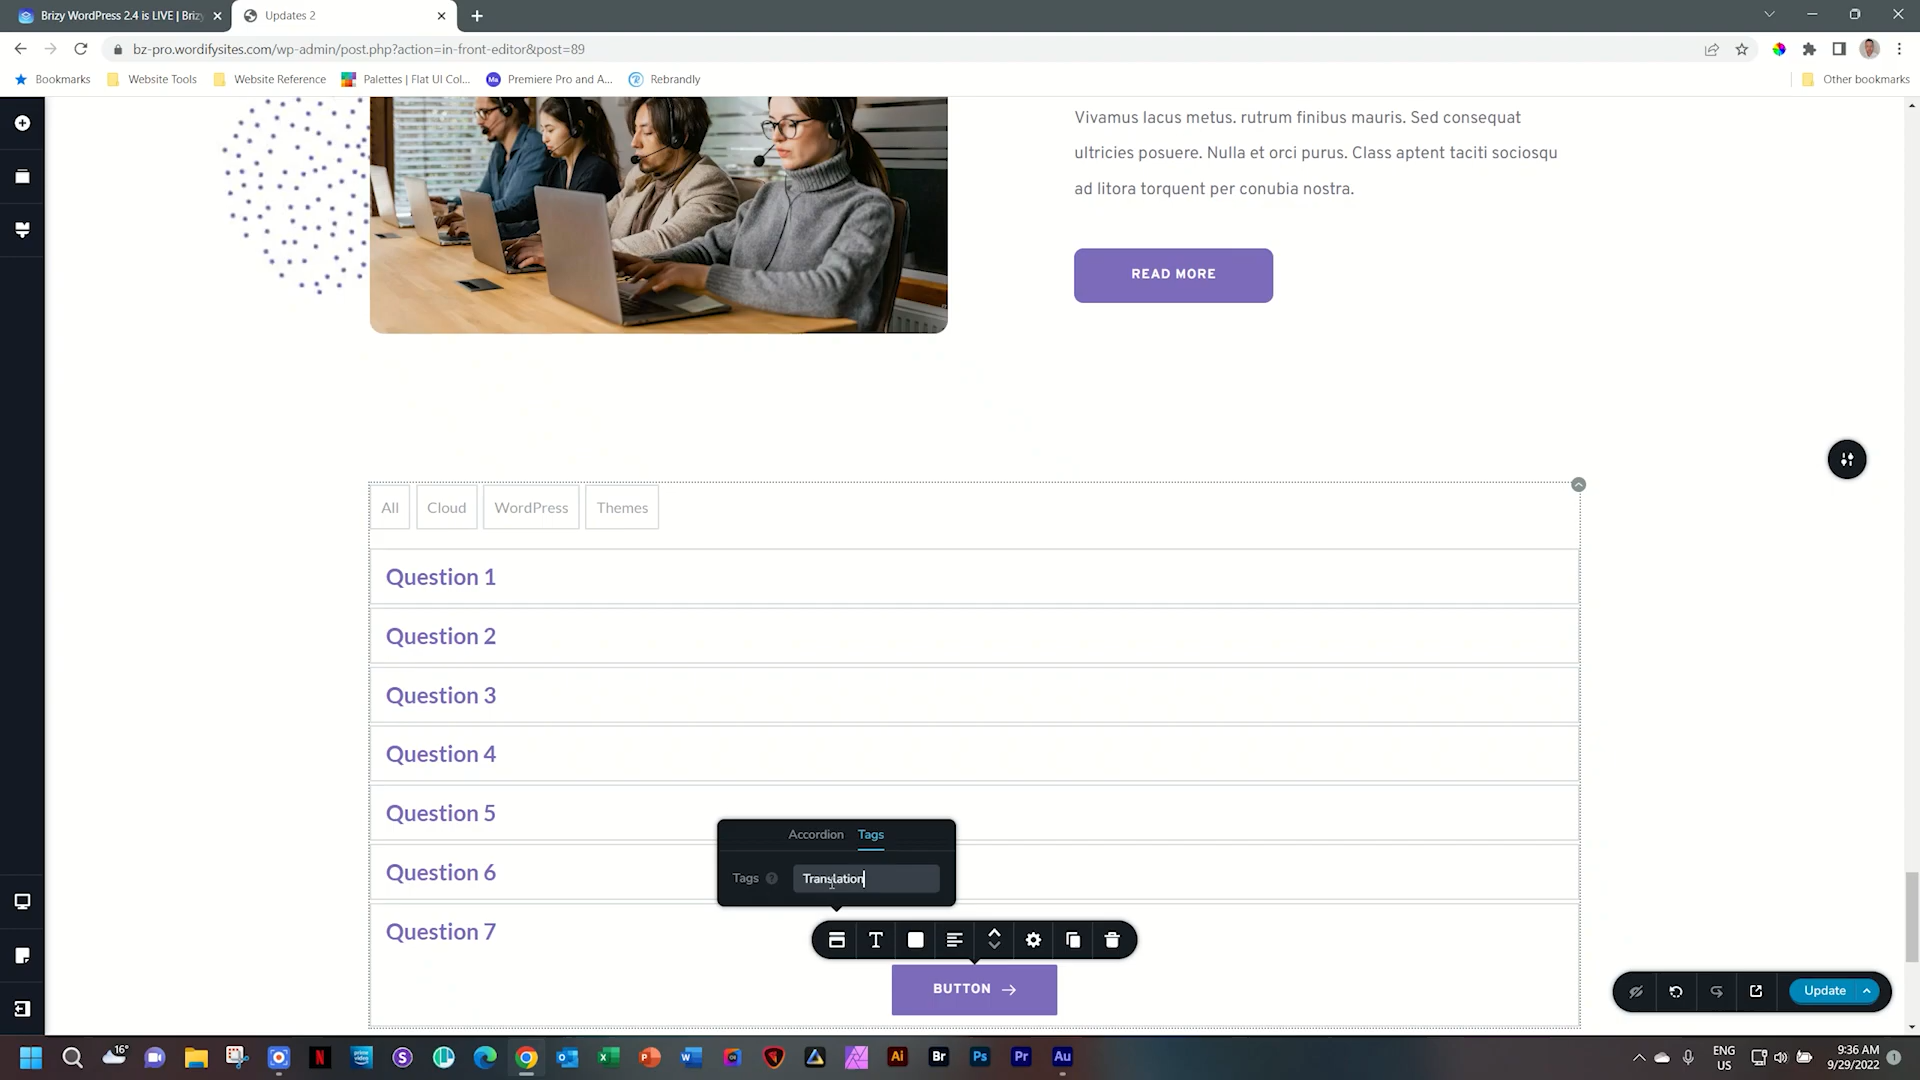 Brizy WordPress 2.4 is LIVE | Briz
Updates 2
bz-pro.wordifysites.com/wp-admin/post.php?action=in-front-editor&post=89
Bookmarks
Website Tools
Website Reference
Palettes | Flat UI Col...
Ma
Premiere Pro and A...
Rebrandly
Other bookmarks
Vivamus lacus metus. rutrum finibus mauris. Sed consequat
ultricies posuere. Nulla et orci purus. Class aptent taciti sociosqu
ad litora torquent per conubia nostra.
READ MORE
All
Cloud
WordPress
Themes
Question 1
Question 2
Question 3
Question 4
Question 5
Question 6
Question 7
Accordion
Tags
Tags
Translation
BUTTON
Update
16°
Ai
Br
Ps
Pr
Au
ENG
US
9:36 AM
9/29/2022